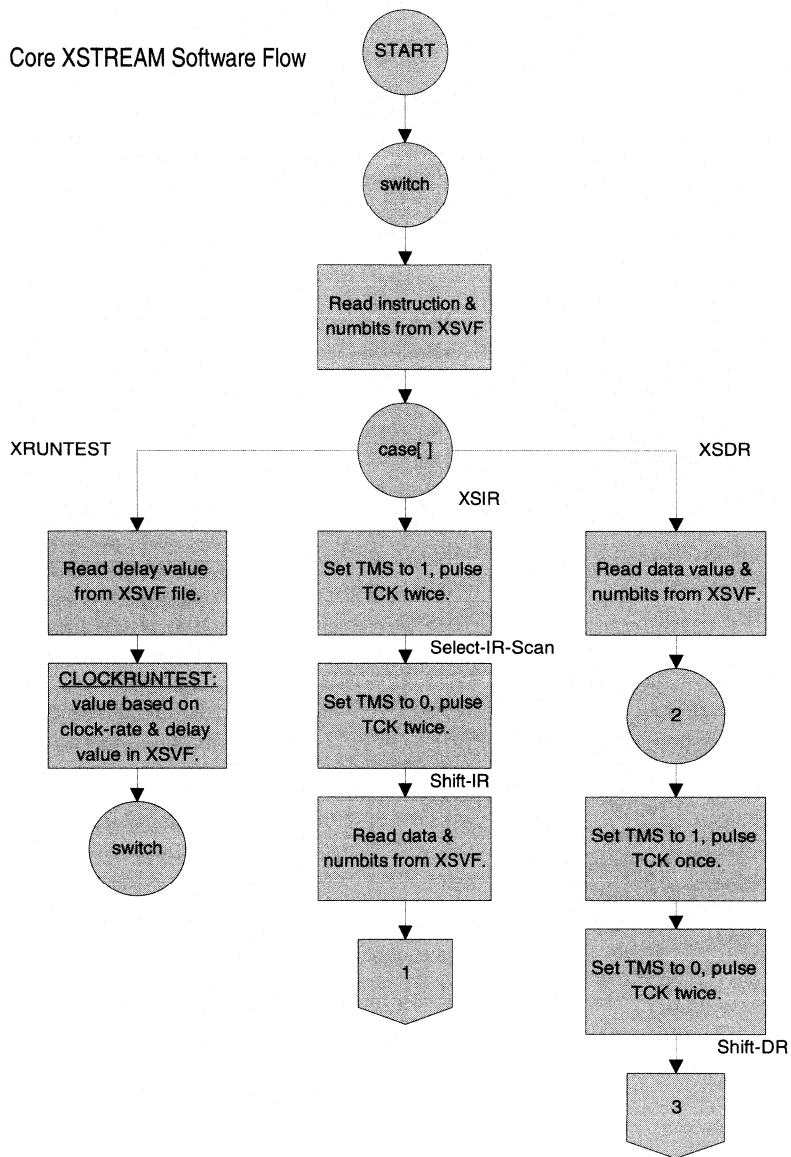 START
Core XSTREAM Software Flow
switch
Read instruction &
numbits from XSVF
case[ ]
XRUNTEST
XSIR
XSDR
Read delay value
from XSVF file.
CLOCKRUNTEST:
value based on
clock-rate & delay
value in XSVF.
switch
Set TMS to 1, pulse
TCK twice.
Select-IR-Scan
Set TMS to 0, pulse
TCK twice.
Shift-IR
Read data &
numbits from XSVF.
1
Read data value &
numbits from XSVF.
2
Set TMS to 1, pulse
TCK once.
Set TMS to 0, pulse
TCK twice.
Shift-DR
3